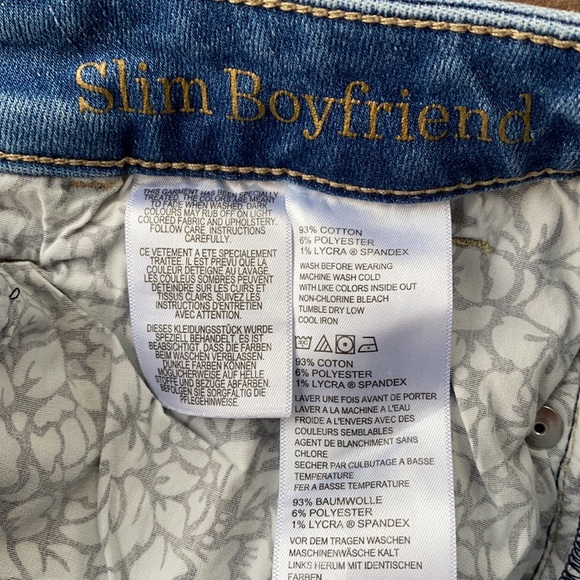 Slim Boyfriend
THIS GARMENT HAS BEEN SPECIALLY
TREATED. THE COLORS ARE MEANT
TO FADE WHEN WASHED. DARK
COLOURS MAY RUB OFF ON LIGHT
COLORED FABRIC AND UPHOLSTERY.
FOLLOW CARE INSTRUCTIONS
CAREFULLY.
CE VETEMENT A ETE SPECIALEMENT
TRAITEE. IL EST PREVU QUE LA
COULEUR DETEIGNE AU LAVAGE.
LES COULEUS SOMBRES PEUVENT
DETEINDRE SUR LES CUIRS ET
TISSUS CLAIRS. SUIVEZ LES
INSTRUCTIONS D'ENTRETIEN
AVEC ATTENTION.
DIESES KLEIDUNGSSTÜCK WURDE
SPEZIELL BEHANDELT. ES IST
BEABSICHTIGT, DASS DIE FARBEN
BEIM WASCHEN VERBLASSEN.
DUNKLE FARBEN KÖNNEN
MÖGLICHERWEISE AUF HELLE
STOFFE UND BEZÜGE ABFÄRBEN.
BEFOLGEN SIE SORGFÄLTIG DIE
PFLEGEHINWEISE.
93% COTTON
6% POLYESTER
1% LYCRA ® SPANDEX
WASH BEFORE WEARING
MACHINE WASH COLD
WITH LIKE COLORS INSIDE OUT
NON-CHLORINE BLEACH
TUMBLE DRY LOW
COOL IRON
93% COTON
6% POLYESTER
1% LYCRA ® SPANDEX
LAVER UNE FOIS AVANT DE PORTER
LAVER A LA MACHINE A L'EAU
FROIDE A L'ENVERS AVEC DES
COULEURS SEMBLABLES
AGENT DE BLANCHIMENT SANS
CHLORE
SECHER PAR CULBUTAGE A BASSE
TEMPERATURE
FER A BASSE TEMPERATURE
93% BAUMWOLLE
6% POLYESTER
1% LYCRA ® SPANDEX
VOR DEM TRAGEN WASCHEN
MASCHINENWÄSCHE KALT
LINKS HERUM MIT IDENTISCHEN
FARBEN